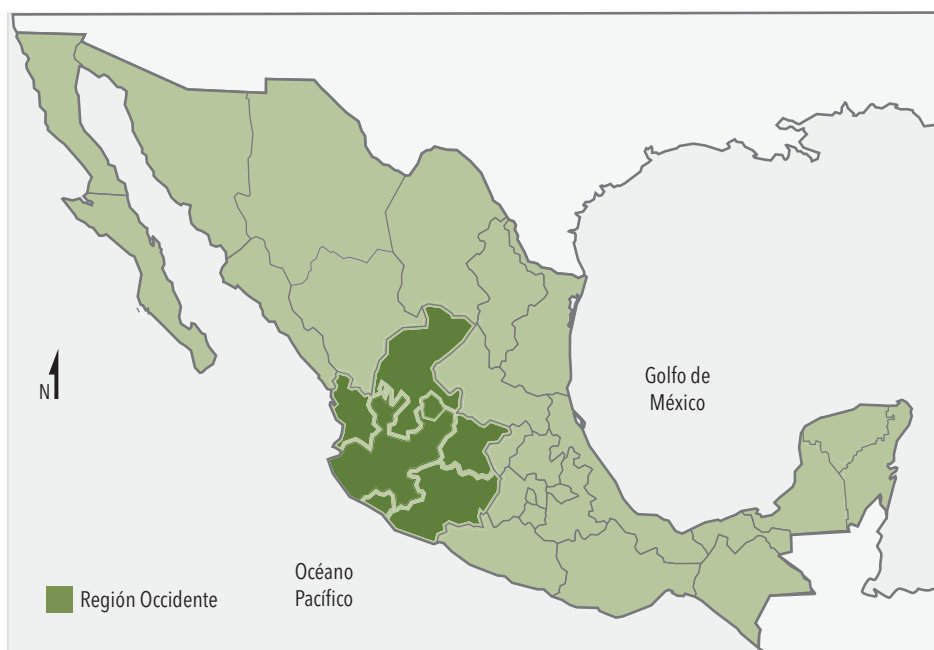 Golfo de
México
N
Océano
Pacífico
Región Occidente